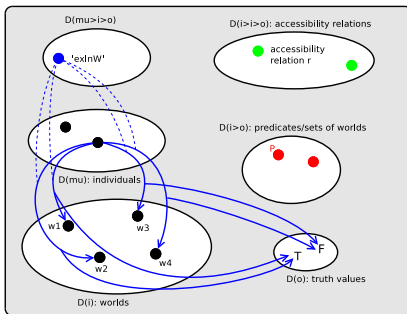 D(mu>i>o)
'exInW'
D(i>i>o): accessibility relations
accessibility
relation r
D(mu): individuals
D(i>o): predicates/sets of worlds
P
w1
w2
w3
w4
D(i): worlds
T
F
D(o): truth values